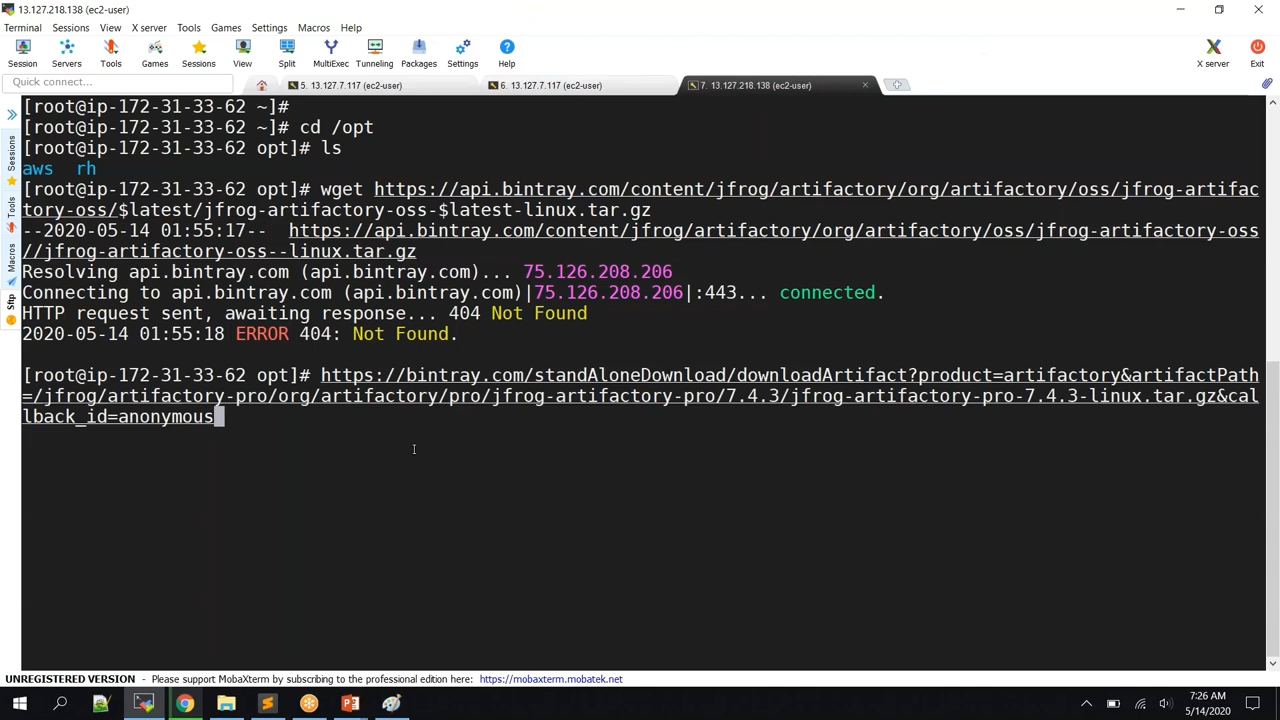 13.127.218.138 (ec2-user)
Terminal Sessions View X server Tools Games Settings Macros Help
Session Servers Tools Games Sessions View Split MultiExec Tunneling Packages Settings Help X server Exit
Quick connect...
5. 13.127.7.117 (ec2-user)
6. 13.127.7.117 (ec2-user)
7. 13.127.218.138 (ec2-user)
Sessions
Tools
Macros
Sftp
[root@ip-172-31-33-62 ~]#
[root@ip-172-31-33-62 ~]# cd /opt
[root@ip-172-31-33-62 opt]# ls
aws rh
[root@ip-172-31-33-62 opt]# wget https://api.bintray.com/content/jfrog/artifactory/org/artifactory/oss/jfrog-artifac
tory-oss/$latest/jfrog-artifactory-oss-$latest-linux.tar.gz
--2020-05-14 01:55:17-- https://api.bintray.com/content/jfrog/artifactory/org/artifactory/oss/jfrog-artifactory-oss
//jfrog-artifactory-oss--linux.tar.gz
Resolving api.bintray.com (api.bintray.com)... 75.126.208.206
Connecting to api.bintray.com (api.bintray.com)|75.126.208.206|:443... connected.
HTTP request sent, awaiting response... 404 Not Found
2020-05-14 01:55:18 ERROR 404: Not Found.
[root@ip-172-31-33-62 opt]# https://bintray.com/standAloneDownload/downloadArtifact?product=artifactory&artifactPath
=/jfrog/artifactory-pro/org/artifactory/pro/jfrog-artifactory-pro/7.4.3/jfrog-artifactory-pro-7.4.3-linux.tar.gz&cal
lback_id=anonymous
UNREGISTERED VERSION - Please support MobaXterm by subscribing to the professional edition here: https://mobaxterm.mobatek.net
7:26 AM
5/14/2020